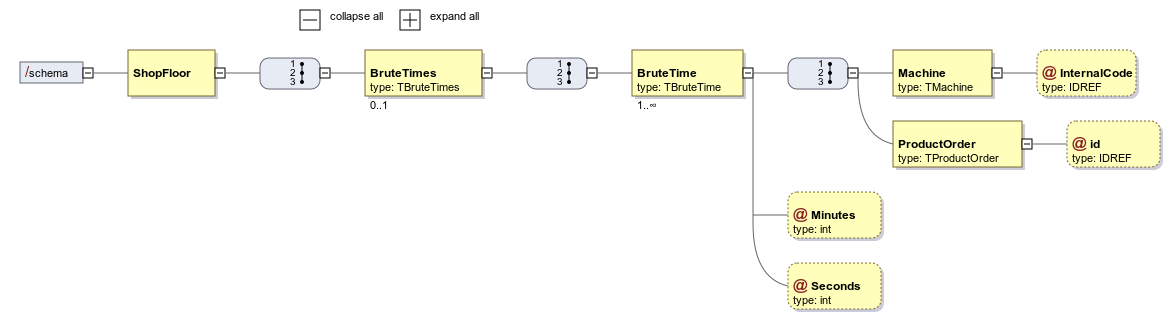 collapse all
expand all
/schema
ShopFloor
1
2
3
BruteTimes
type: TBruteTimes
0..1
1
2
3
BruteTime
type: TBruteTime
1..∞
1
2
3
Machine
type: TMachine
@ InternalCode
type: IDREF
ProductOrder
type: TProductOrder
@ id
type: IDREF
@ Minutes
type: int
@ Seconds
type: int